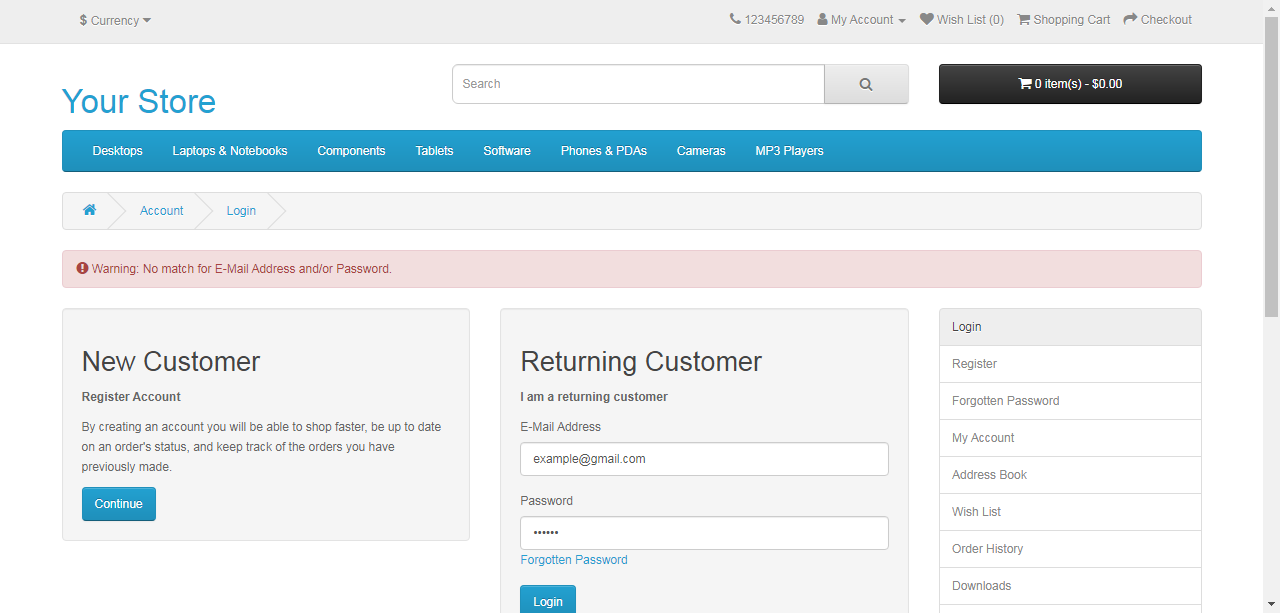 $ Currency
123456789 My Account Wish List (0) Shopping Cart Checkout
Your Store
Search
0 item(s) - $0.00
Desktops Laptops & Notebooks Components Tablets Software Phones & PDAs Cameras MP3 Players
Account Login
Warning: No match for E-Mail Address and/or Password.
New Customer
Register Account
By creating an account you will be able to shop faster, be up to date
on an order's status, and keep track of the orders you have
previously made.
Continue
Returning Customer
I am a returning customer
E-Mail Address
example@gmail.com
Password
••••••
Forgotten Password
Login
Login
Register
Forgotten Password
My Account
Address Book
Wish List
Order History
Downloads